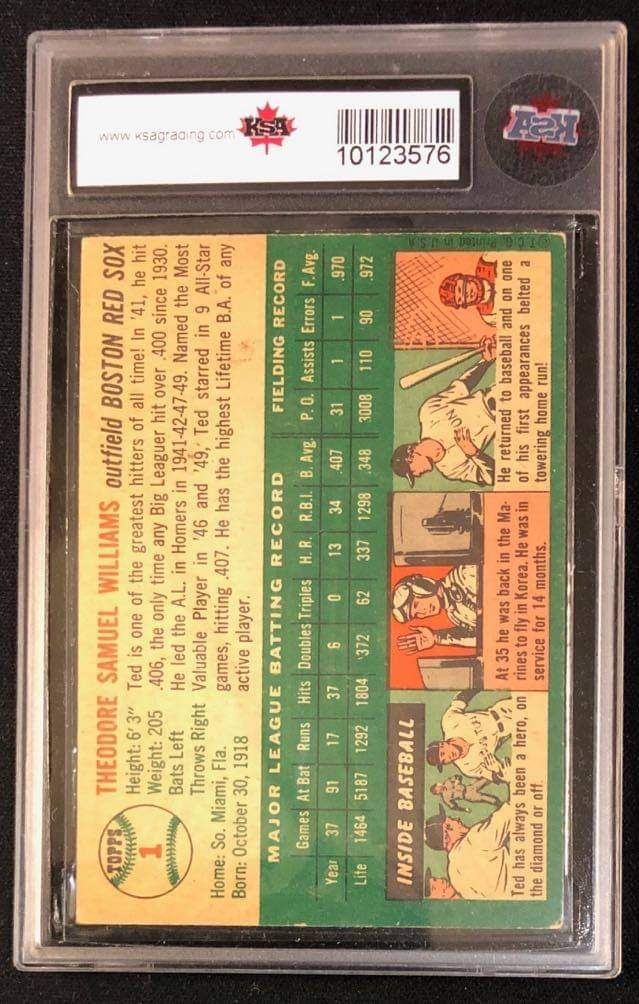 www.ksagrading.com
KSA
10123576
KSA
TOPPS
1
THEODORE SAMUEL WILLIAMS outfield BOSTON RED SOX
Height: 6'3" Ted is one of the greatest hitters of all time! In '41, he hit
Weight: 205 .406, the only time any Big Leaguer hit over .400 since 1930.
Bats Left He led the A.L. in Homers in 1941-42-47-49. Named the Most
Throws Right Valuable Player in '46 and '49, Ted starred in 9 All-Star
Home: So. Miami, Fla. games, hitting .407. He has the highest Lifetime B.A. of any
Born: October 30, 1918 active player.
MAJOR LEAGUE BATTING RECORD FIELDING RECORD
Games At Bat Runs Hits Doubles Triples H. R. R.B.I. B. Avg. P. O. Assists Errors F. Avg.
Year 37 91 17 37 6 0 13 34 .407 31 1 1 .970
Life 1464 5187 1292 1804 372 62 337 1298 .348 3008 110 90 .972
INSIDE BASEBALL
Ted has always been a hero, on
the diamond or off.
At 35 he was back in the Ma-
rines to fly in Korea. He was in
service for 14 months.
He returned to baseball and on one
of his first appearances belted a
towering home run!
© T. C. G. Printed in U. S. A.